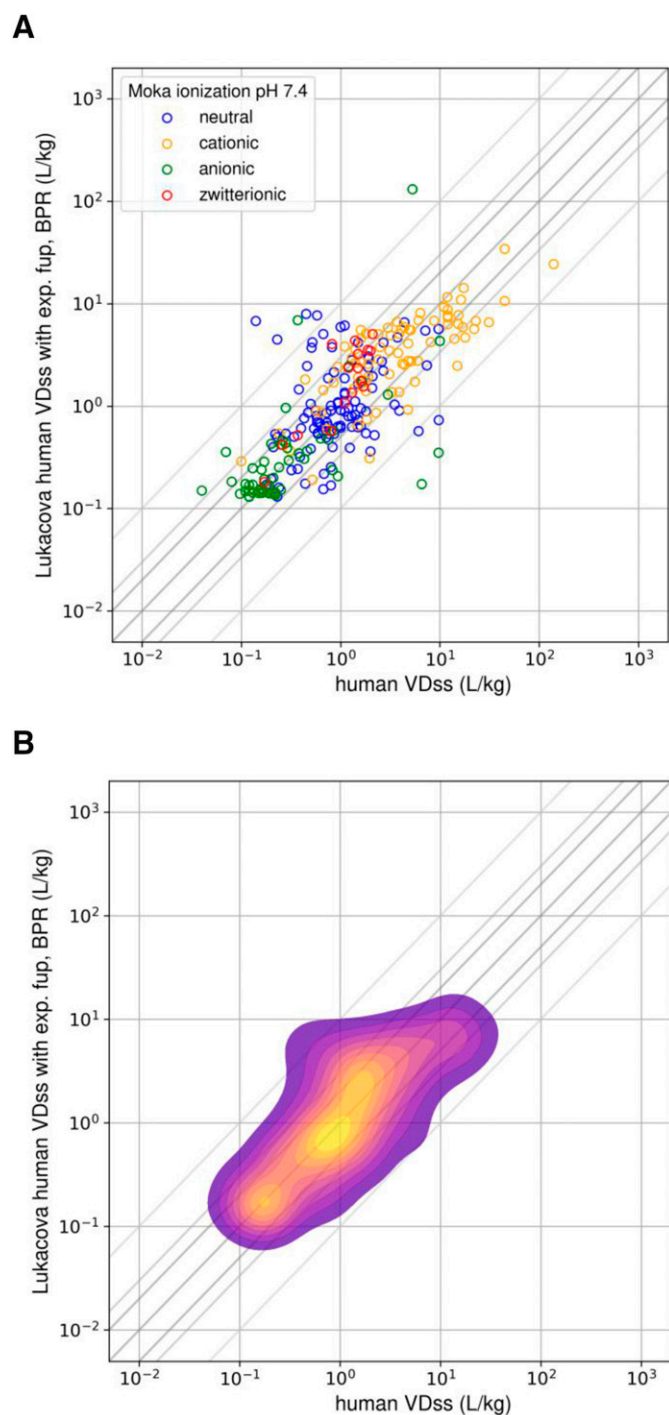 A
Moka ionization pH 7.4
neutral
cationic
anionic
zwitterionic
10³
10²
10¹
10⁰
10⁻¹
10⁻²
Lukacova human VDss with exp. fup, BPR (L/kg)
10⁻² 10⁻¹ 10⁰ 10¹ 10² 10³
human VDss (L/kg)
B
10³
10²
10¹
10⁰
10⁻¹
10⁻²
Lukacova human VDss with exp. fup, BPR (L/kg)
10⁻² 10⁻¹ 10⁰ 10¹ 10² 10³
human VDss (L/kg)